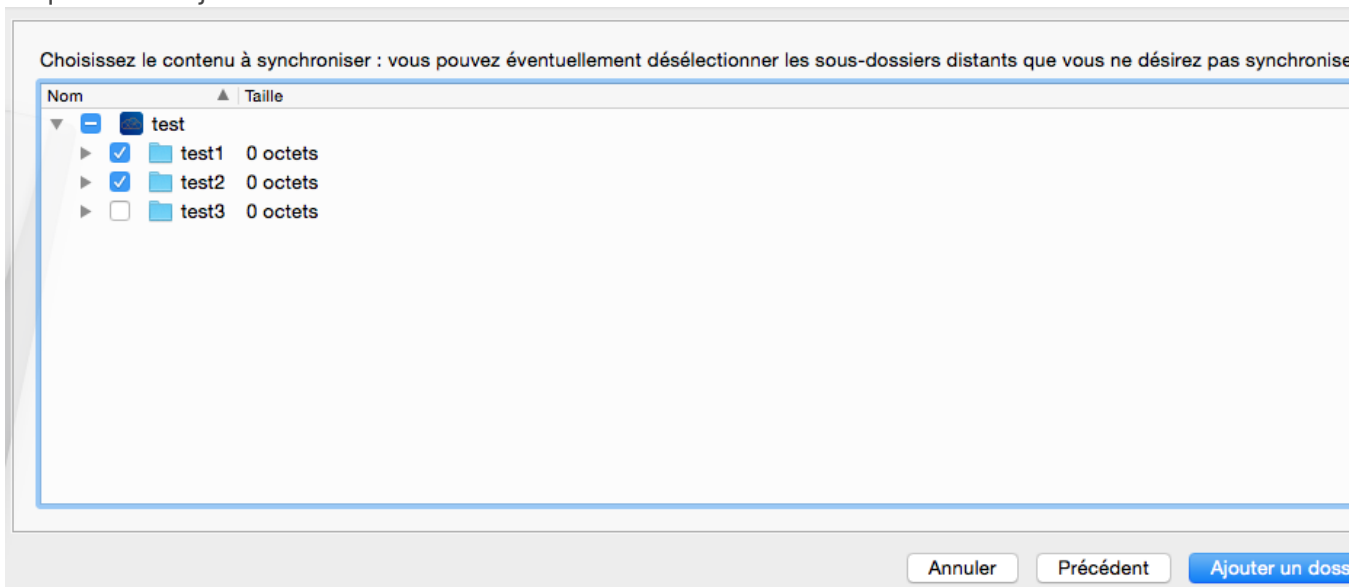 Choisissez le contenu à synchroniser : vous pouvez éventuellement désélectionner les sous-dossiers distants que vous ne désirez pas synchronise
Nom Taille
test
test1 0 octets
test2 0 octets
test3 0 octets
Annuler Précédent Ajouter un doss